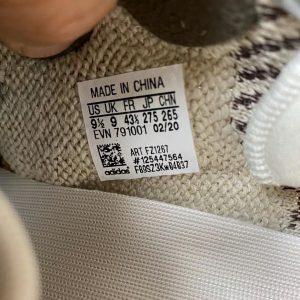 MADE IN CHINA
US UK FR JP CHN
9½ 9 43⅓ 275 265
EVN 791001 02/20
ART FZ1267
#125447564
adidas